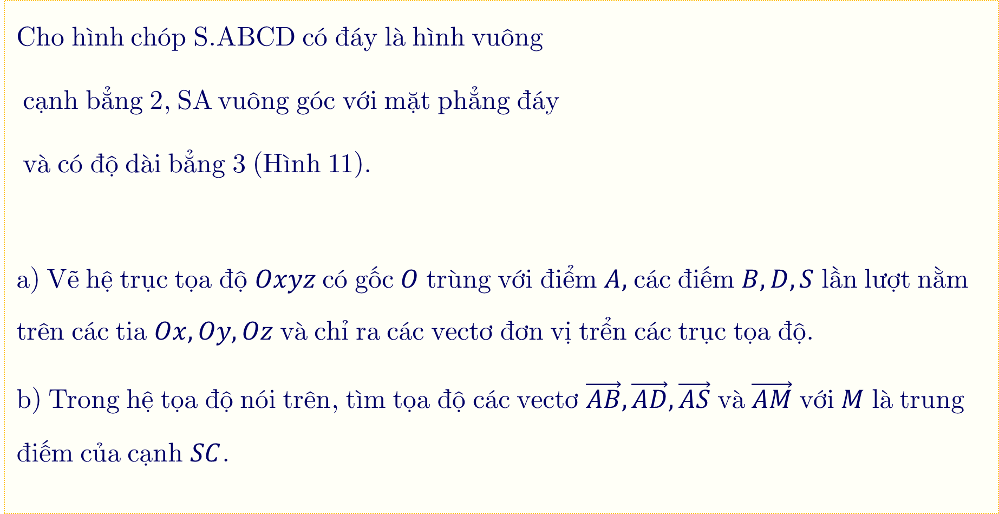 Cho hình chóp S.ABCD có đáy là hình vuông
cạnh bẳng 2, SA vuông góc với mặt phẳng đáy
và có độ dài bẳng 3 (Hình 11).
a) Vẽ hệ trục tọa độ Oxyz có gốc O trùng với điểm A, các điếm B, D, S lần lượt nằm
trên các tia Ox, Oy, Oz và chỉ ra các vectơ đơn vị trển các trục tọa độ.
b) Trong hệ tọa độ nói trên, tìm tọa độ các vectơ $\overrightarrow{AB}, \overrightarrow{AD}, \overrightarrow{AS}$ và $\overrightarrow{AM}$ với M là trung
điếm của cạnh SC.